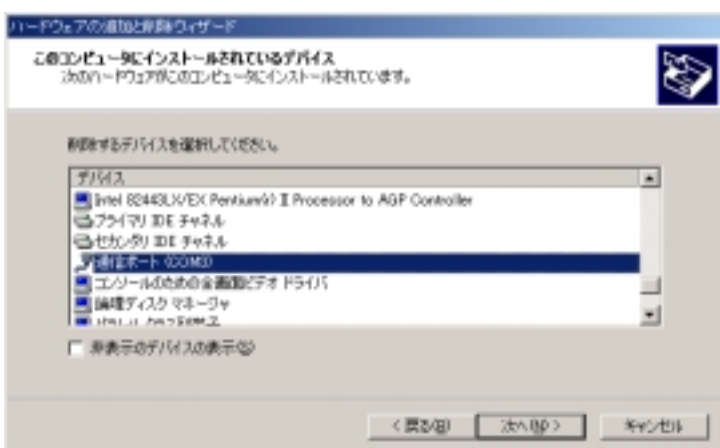 ハードウェアの追加と削除ウィザード
このコンピュータにインストールされているデバイス
次のハードウェアがこのコンピュータにインストールされています。
削除するデバイスを選択してください。
デバイス
Intel 82443LX/EX Pentium(r) II Processor to AGP Controller
プライマリ IDE チャネル
セカンダリ IDE チャネル
通信ポート (COM3)
コンソールのための全画面ビデオ ドライバ
論理ディスク マネージャ
非表示のデバイスの表示(S)
< 戻る(B)
次へ(N) >
キャンセル